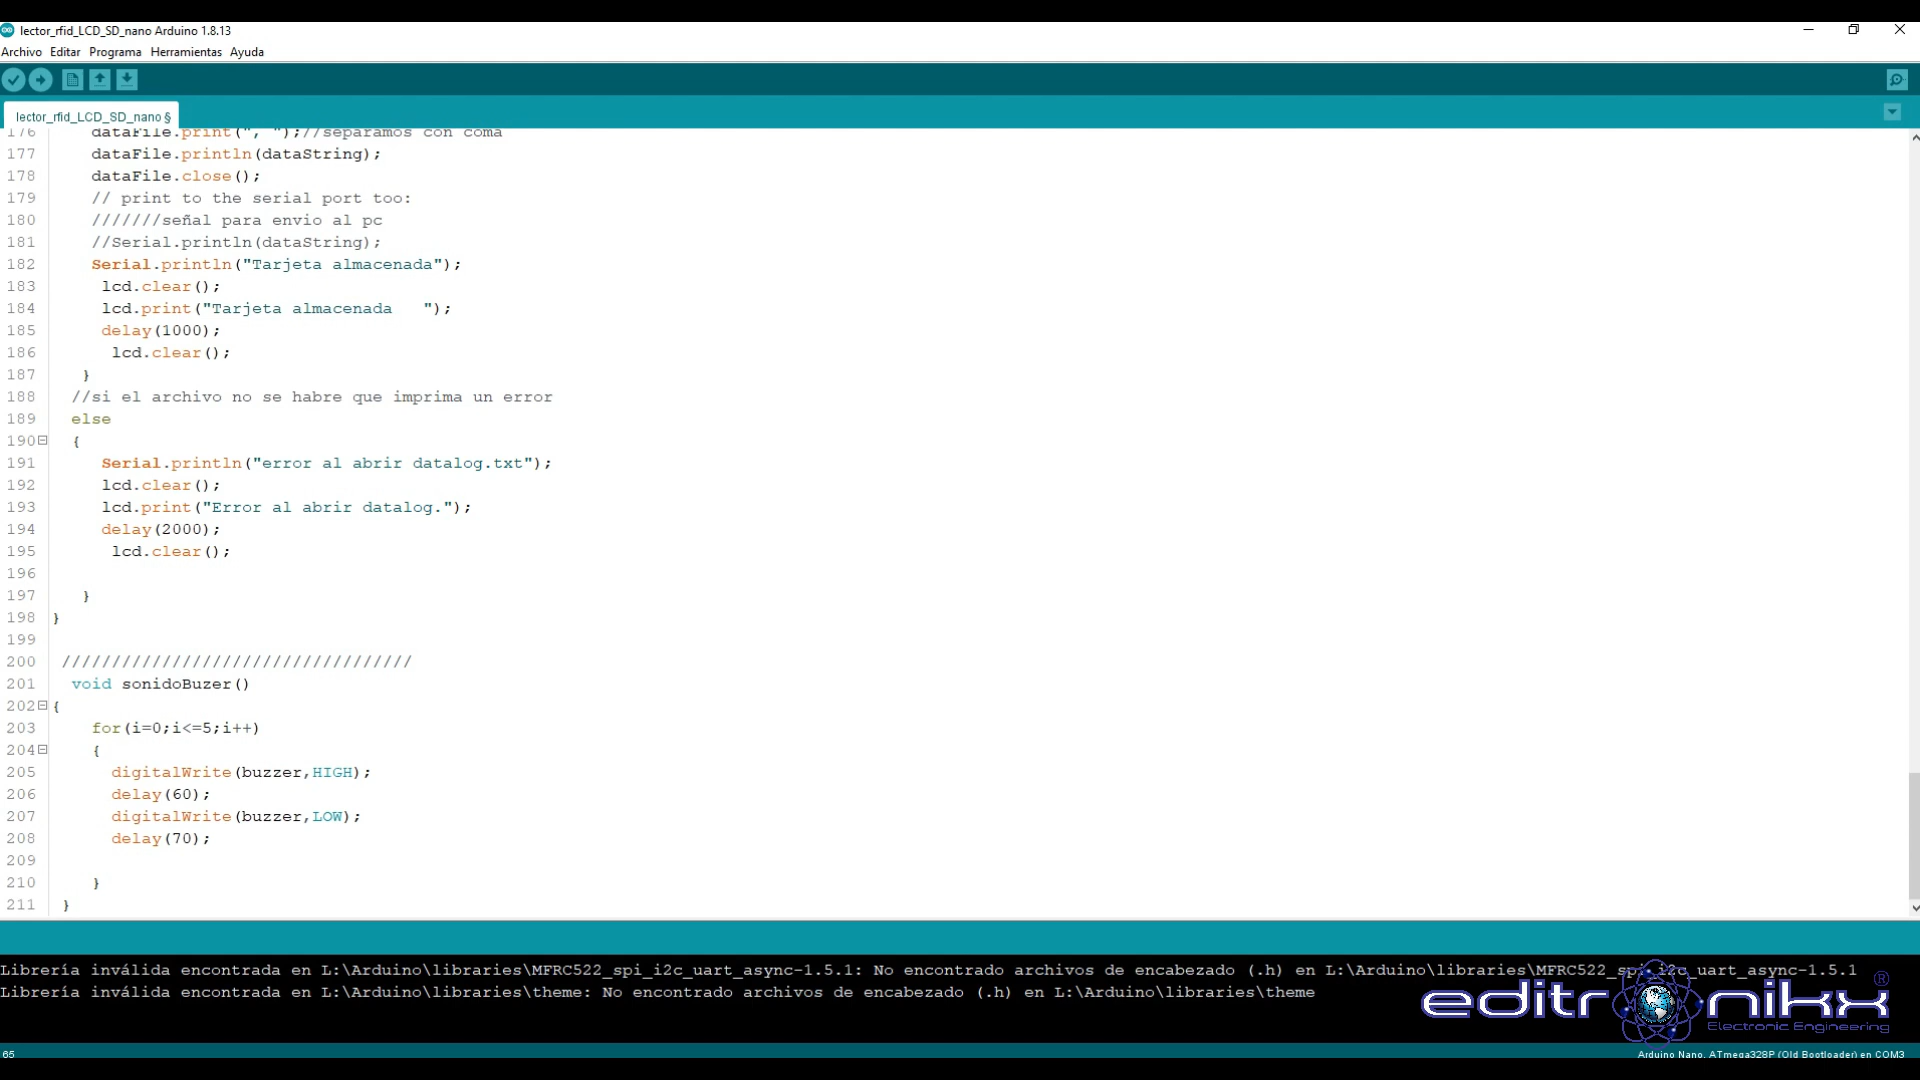 lector_rfid_LCD_SD_nano Arduino 1.8.13
Archivo Editar Programa Herramientas Ayuda
lector_rfid_LCD_SD_nano §
176 dataFile.print(", ");//separamos con coma
177 dataFile.println(dataString);
178 dataFile.close();
179 // print to the serial port too:
180 ///////señal para envio al pc
181 //Serial.println(dataString);
182 Serial.println("Tarjeta almacenada");
183 lcd.clear();
184 lcd.print("Tarjeta almacenada   ");
185 delay(1000);
186 lcd.clear();
187 }
188 //si el archivo no se habre que imprima un error
189 else
190 {
191 Serial.println("error al abrir datalog.txt");
192 lcd.clear();
193 lcd.print("Error al abrir datalog.");
194 delay(2000);
195 lcd.clear();
196
197 }
198 }
199
200 ///////////////////////////////////
201 void sonidoBuzer()
202 {
203 for(i=0;i<=5;i++)
204 {
205 digitalWrite(buzzer,HIGH);
206 delay(60);
207 digitalWrite(buzzer,LOW);
208 delay(70);
209
210 }
211 }
Librería inválida encontrada en L:\Arduino\libraries\MFRC522_spi_i2c_uart_async-1.5.1: No encontrado archivos de encabezado (.h) en L:\Arduino\libraries\MFRC522_spi_i2c_uart_async-1.5.1
Librería inválida encontrada en L:\Arduino\libraries\theme: No encontrado archivos de encabezado (.h) en L:\Arduino\libraries\theme
editronikx ®
Electronic Engineering
65
Arduino Nano, ATmega328P (Old Bootloader) en COM3